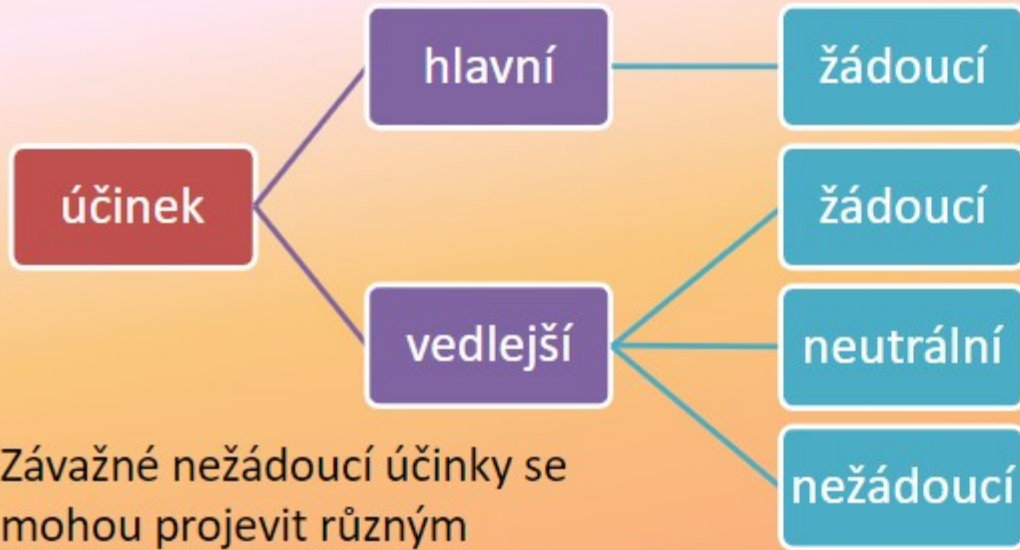 hlavní
žádoucí
účinek
žádoucí
vedlejší
neutrální
nežádoucí
Závažné nežádoucí účinky se
mohou projevit různým